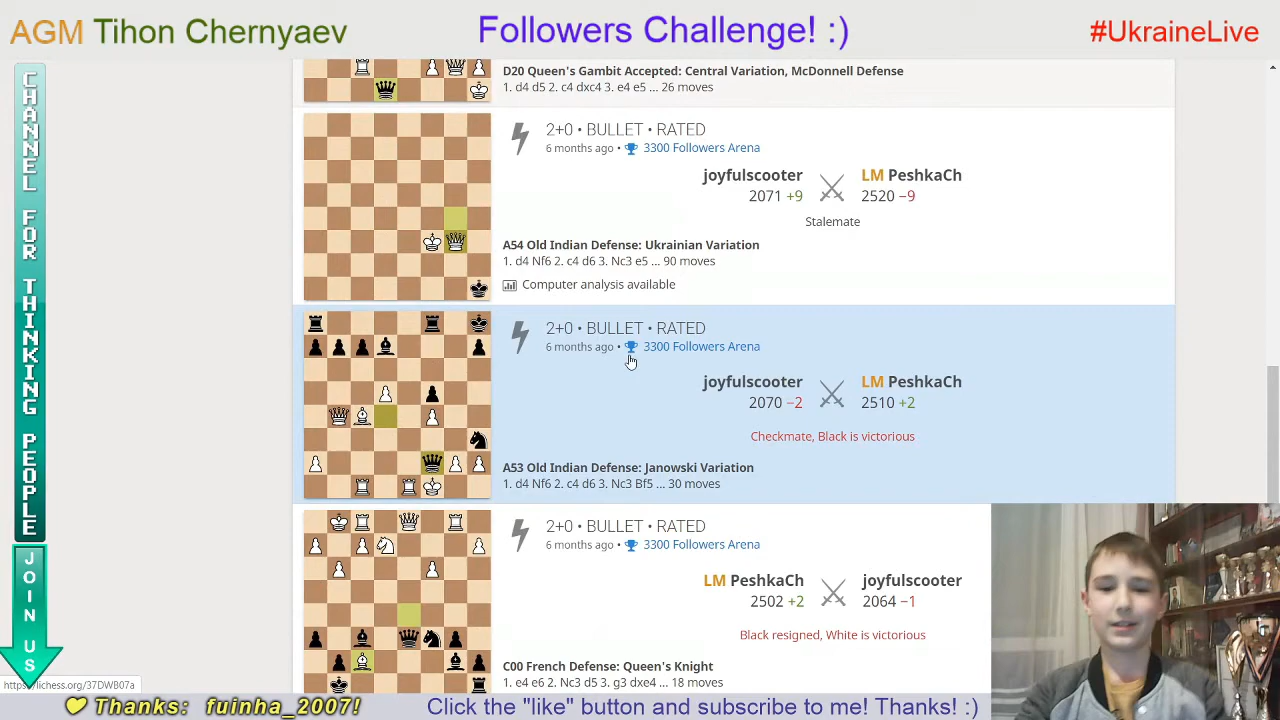 AGM Tihon Chernyaev
Followers Challenge! :)
#UkraineLive
CHANNEL FOR THINKING PEOPLE
JOIN US
D20 Queen's Gambit Accepted: Central Variation, McDonnell Defense
1. d4 d5 2. c4 dxc4 3. e4 e5 ... 26 moves
2+0 • BULLET • RATED
6 months ago • 3300 Followers Arena
joyfulscooter
LM PeshkaCh
2071 +9
2520 −9
Stalemate
A54 Old Indian Defense: Ukrainian Variation
1. d4 Nf6 2. c4 d6 3. Nc3 e5 ... 90 moves
Computer analysis available
2+0 • BULLET • RATED
6 months ago • 3300 Followers Arena
joyfulscooter
LM PeshkaCh
2070 −2
2510 +2
Checkmate, Black is victorious
A53 Old Indian Defense: Janowski Variation
1. d4 Nf6 2. c4 d6 3. Nc3 Bf5 ... 30 moves
2+0 • BULLET • RATED
6 months ago • 3300 Followers Arena
LM PeshkaCh
joyfulscooter
2502 +2
2064 −1
Black resigned, White is victorious
C00 French Defense: Queen's Knight
1. e4 e6 2. Nc3 d5 3. g3 dxe4 ... 18 moves
https://lichess.org/37DWB07a
Thanks: fuinha_2007!
Click the "like" button and subscribe to me! Thanks! :)